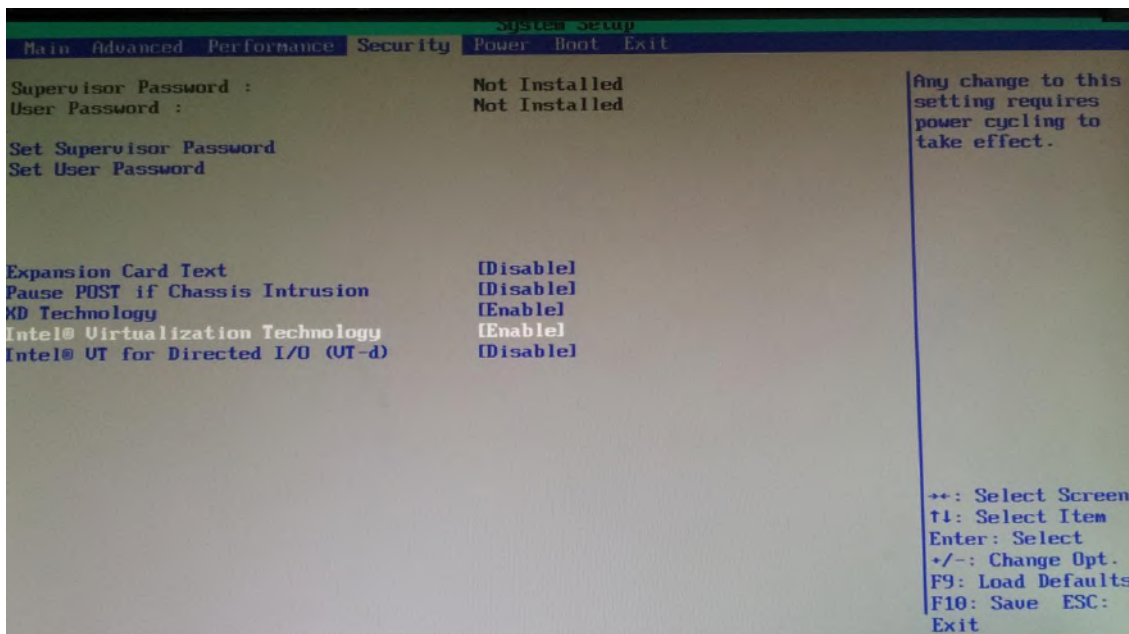 System Setup
Main Advanced Performance Security Power Boot Exit
Supervisor Password : Not Installed
User Password : Not Installed
Set Supervisor Password
Set User Password
Expansion Card Text [Disable]
Pause POST if Chassis Intrusion [Disable]
XD Technology [Enable]
Intel® Virtualization Technology [Enable]
Intel® VT for Directed I/O (VT-d) [Disable]
Any change to this
setting requires
power cycling to
take effect.
→←: Select Screen
↑↓: Select Item
Enter: Select
+/-: Change Opt.
F9: Load Defaults
F10: Save ESC:
Exit